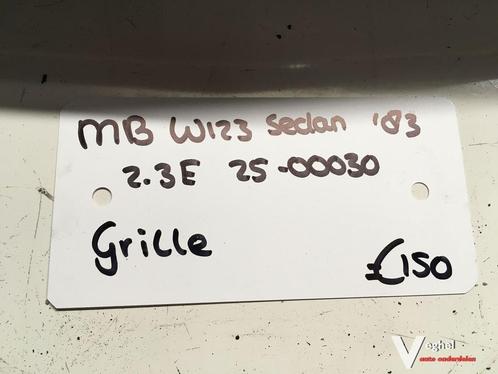 MB W123 Sedan '83
2.3E 25-00030
Grille
€150
Veghel
auto onderdelen